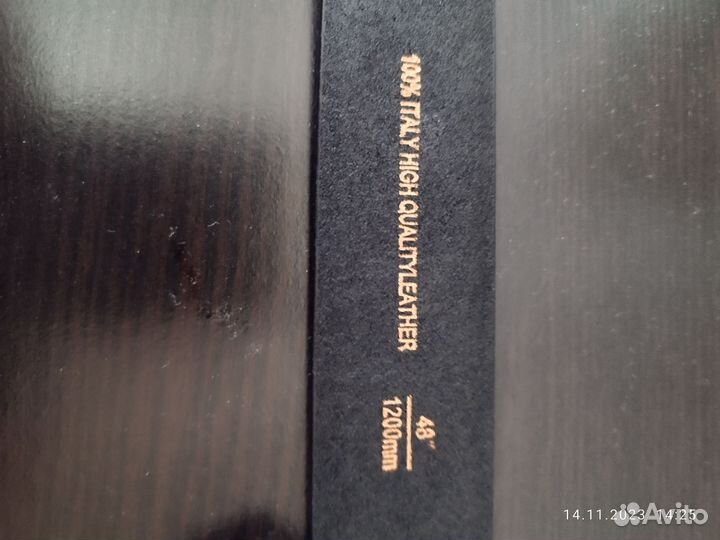 100% ITALY HIGH QUALITYLEATHER
48"
1200mm
14.11.2023 14:25
Avito